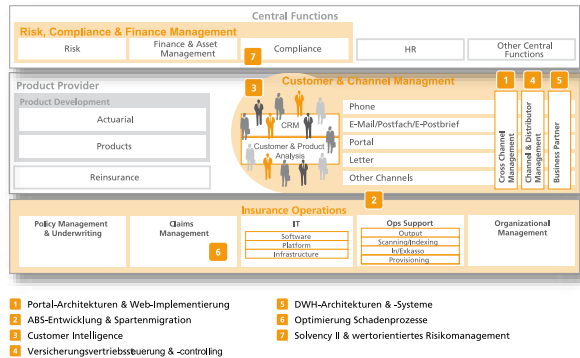 Central Functions
Risk, Compliance & Finance Management
Risk
Finance & Asset
Management
Compliance
7
HR
Other Central
Functions
Product Provider
Product Development
Actuarial
Products
Reinsurance
3
Customer & Channel Managment
CRM
Customer & Product
Analysis
Phone
E-Mail/Postfach/E-Postbrief
Portal
Letter
Other Channels
1
Cross Channel
Management
4
Channel & Distributor
Management
5
Business Partner
Insurance Operations
2
Policy Management
& Underwriting
Claims
Management
6
IT
Software
Platform
Infrastructure
Ops Support
Output
Scanning/Indexing
In/Exkasso
Provisioning
Organizational
Management
1 Portal-Architekturen & Web-Implementierung
2 ABS-Entwicklung & Spartenmigration
3 Customer Intelligence
4 Versicherungsvertriebssteuerung & -controlling
5 DWH-Architekturen & -Systeme
6 Optimierung Schadenprozesse
7 Solvency II & wertorientiertes Risikomanagement